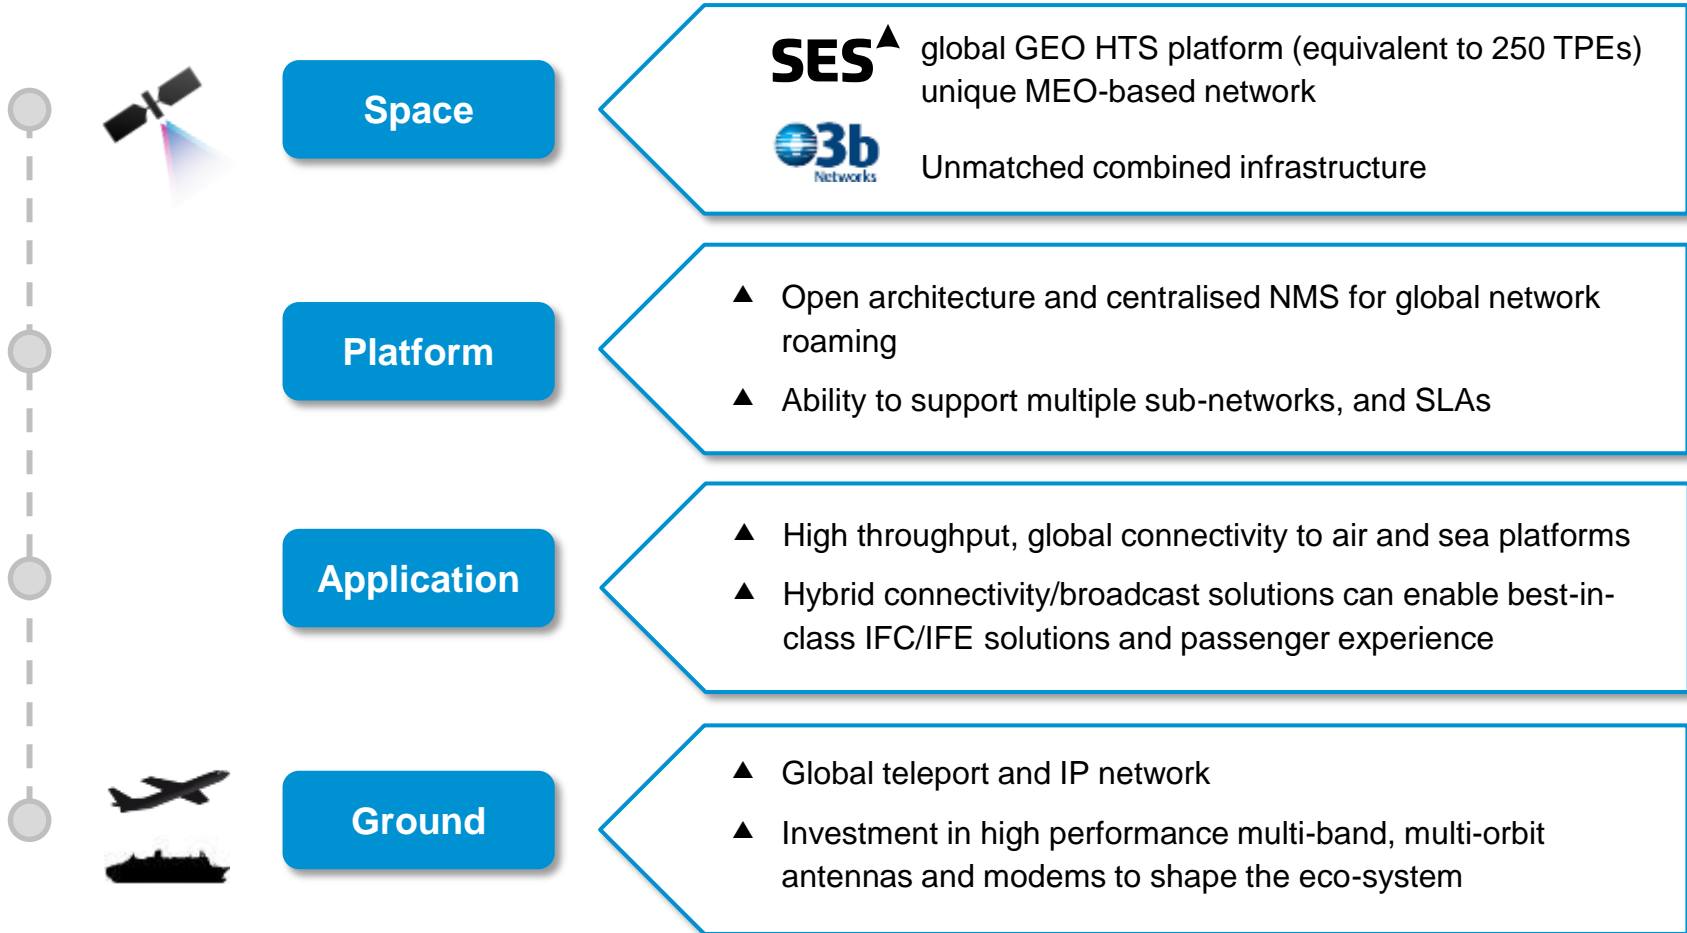 Space
SES
global GEO HTS platform (equivalent to 250 TPEs)
unique MEO-based network
O3b
Networks
Unmatched combined infrastructure
Platform
▲ Open architecture and centralised NMS for global network
roaming
▲ Ability to support multiple sub-networks, and SLAs
Application
▲ High throughput, global connectivity to air and sea platforms
▲ Hybrid connectivity/broadcast solutions can enable best-in-
class IFC/IFE solutions and passenger experience
Ground
▲ Global teleport and IP network
▲ Investment in high performance multi-band, multi-orbit
antennas and modems to shape the eco-system